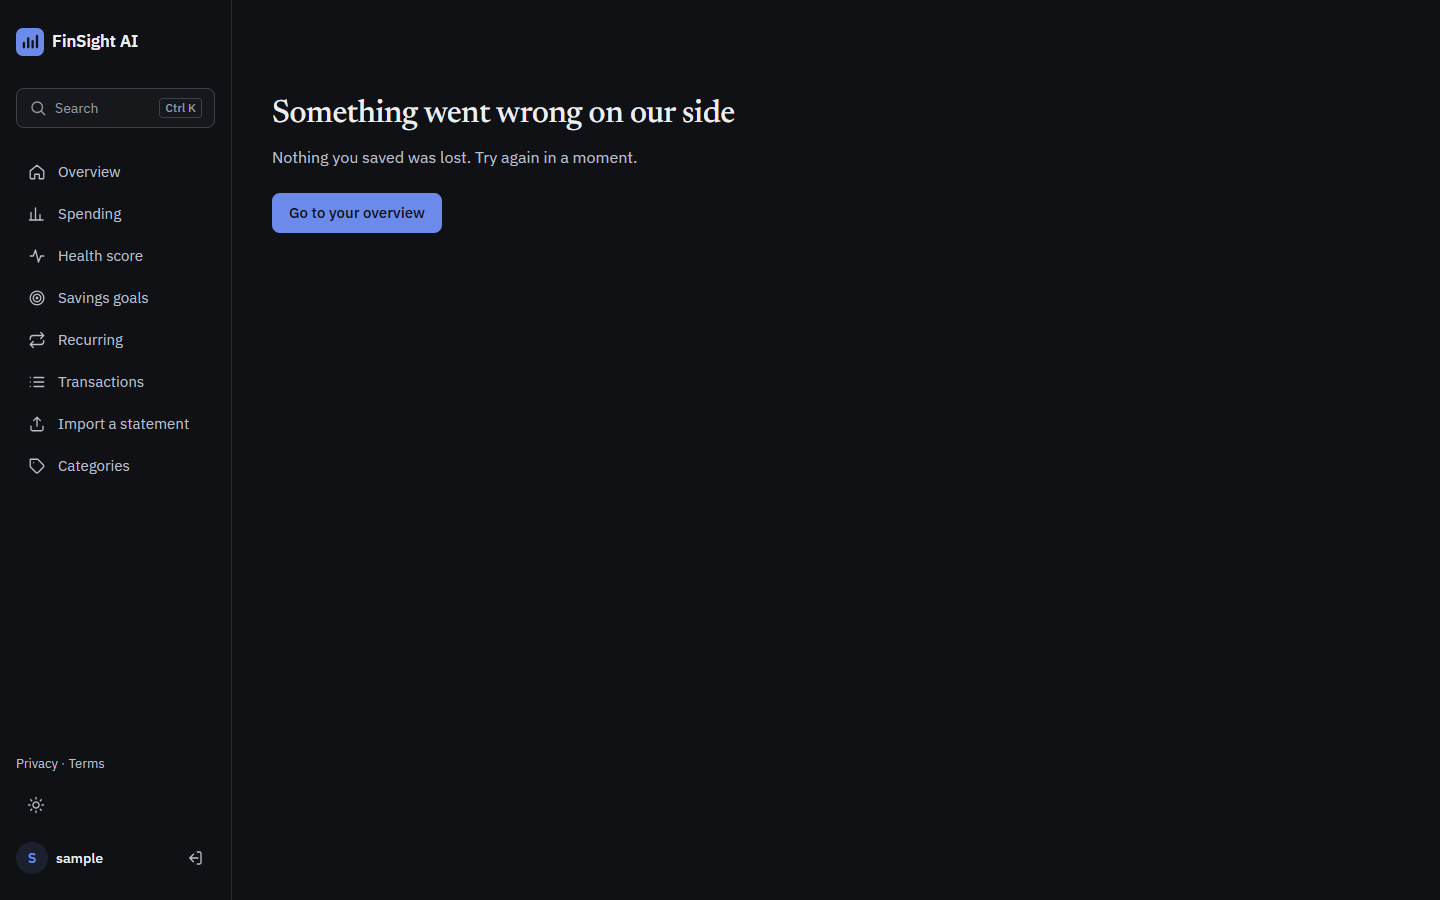 FinSight AI
Search Ctrl K
Overview
Spending
Health score
Savings goals
Recurring
Transactions
Import a statement
Categories
Privacy · Terms
S sample
Something went wrong on our side
Nothing you saved was lost. Try again in a moment.
Go to your overview